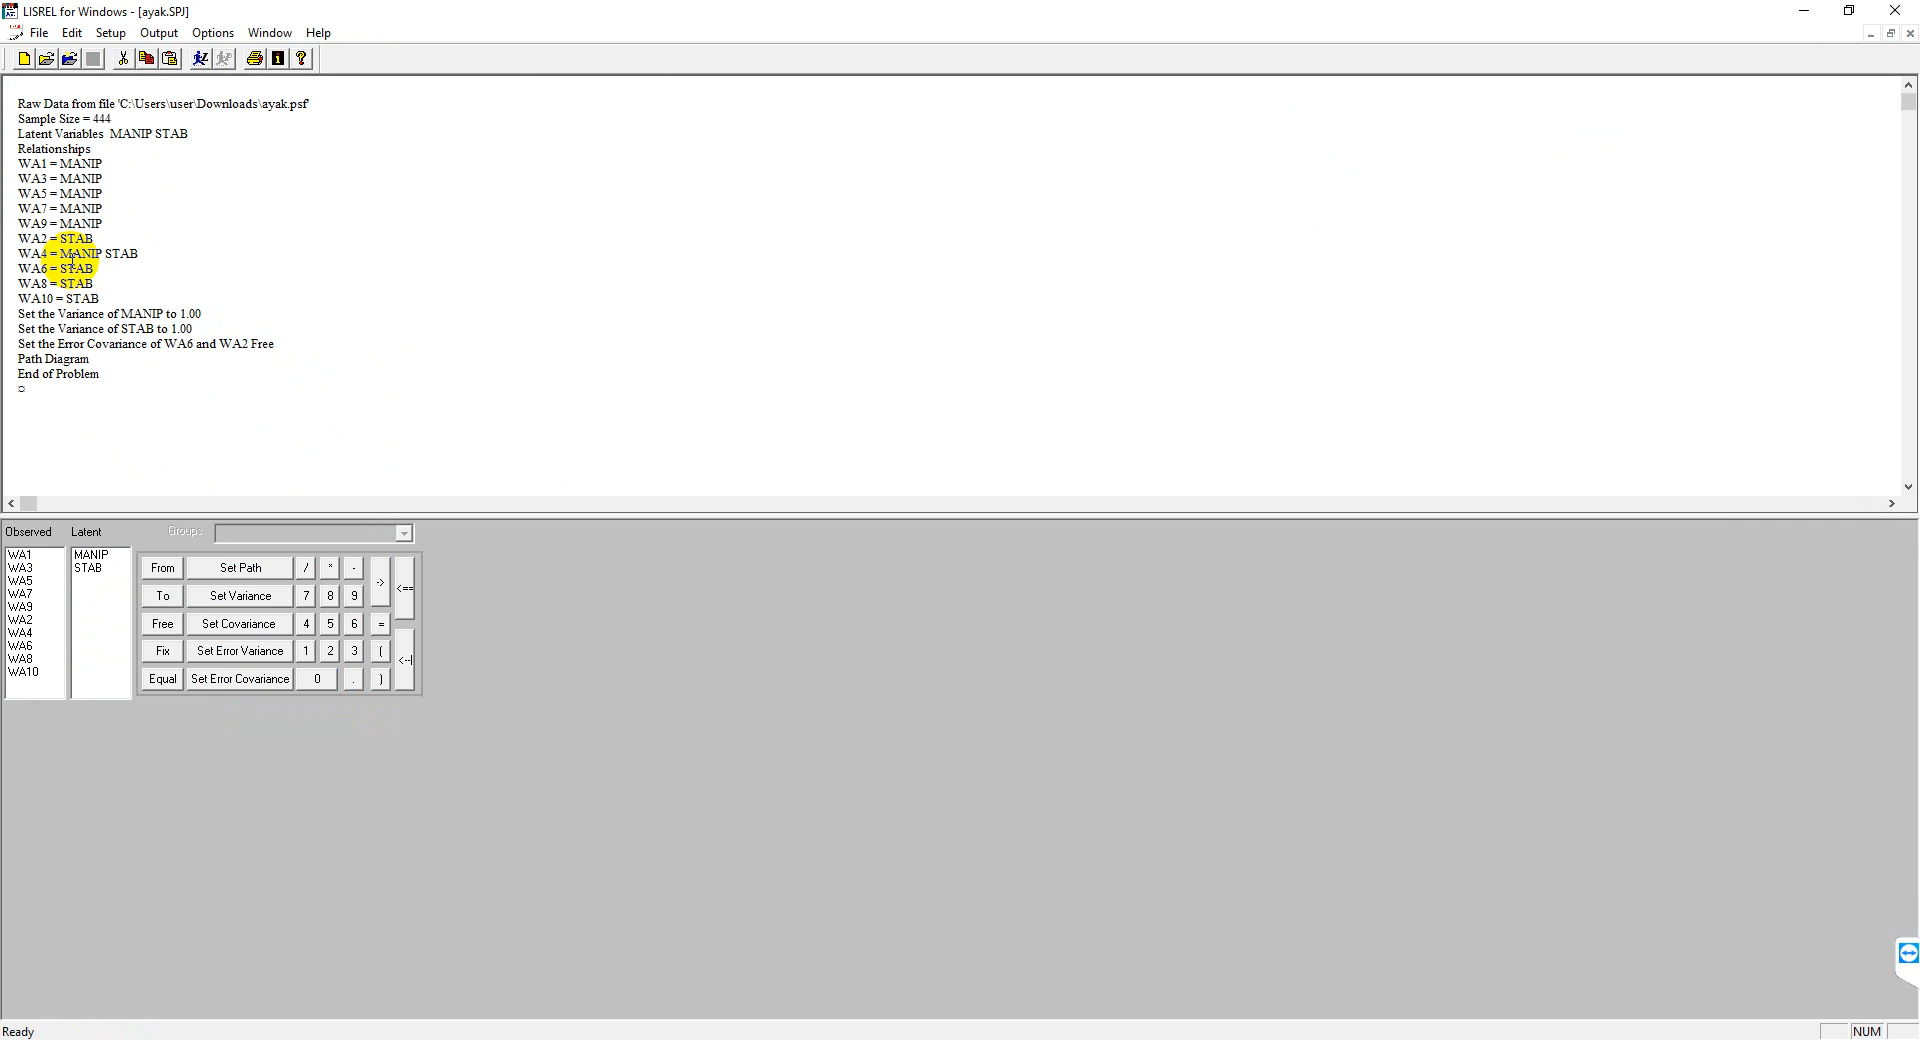 LISREL for Windows - [ayak.SPJ]
File Edit Setup Output Options Window Help
Raw Data from file 'C:\Users\user\Downloads\ayak.psf'
Sample Size = 444
Latent Variables  MANIP STAB
Relationships
WA1 = MANIP
WA3 = MANIP
WA5 = MANIP
WA7 = MANIP
WA9 = MANIP
WA2 = STAB
WA4 = MANIP STAB
WA6 = STAB
WA8 = STAB
WA10 = STAB
Set the Variance of MANIP to 1.00
Set the Variance of STAB to 1.00
Set the Error Covariance of WA6 and WA2 Free
Path Diagram
End of Problem
¤
Observed Latent Groups
WA1
WA3
WA5
WA7
WA9
WA2
WA4
WA6
WA8
WA10
MANIP
STAB
From Set Path / * - -> <==
To Set Variance 7 8 9
Free Set Covariance 4 5 6 =
Fix Set Error Variance 1 2 3 ( <--|
Equal Set Error Covariance 0 . )
Ready NUM